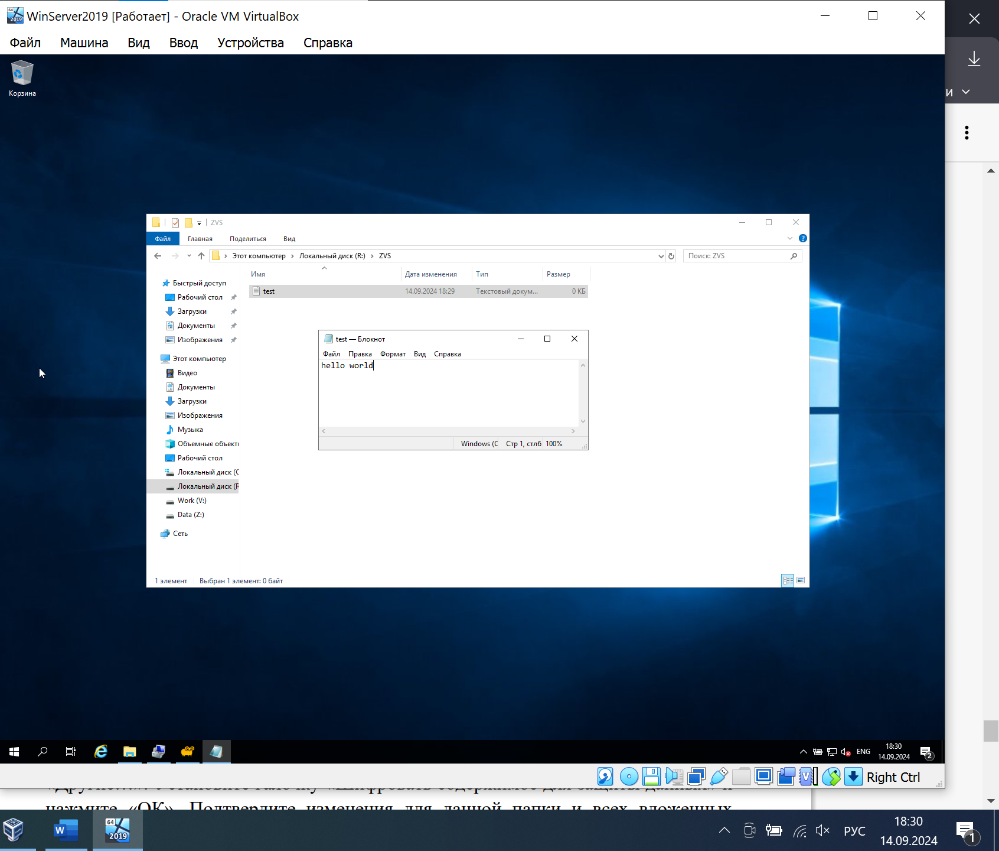 WinServer2019 [Работает] - Oracle VM VirtualBox
Файл Машина Вид Ввод Устройства Справка
и
Корзина
ZVS
Файл Главная Поделиться Вид
Этот компьютер Локальный диск (R:) ZVS
Поиск: ZVS
Имя Дата изменения Тип Размер
test 14.09.2024 18:29 Текстовый докум... 0 КБ
Быстрый доступ
Рабочий стол
Загрузки
Документы
Изображения
Этот компьютер
Видео
Документы
Загрузки
Изображения
Музыка
Объемные объекты
Рабочий стол
Локальный диск (C
Локальный диск (R
Work (V:)
Data (Z:)
Сеть
test — Блокнот
Файл Правка Формат Вид Справка
hello world
Windows (C Стр 1, стлб 100%
1 элемент Выбран 1 элемент: 0 байт
ENG
18:30
14.09.2024
2
Right Ctrl
нажмите «ОК». Подтвердите изменения для данной папки и всех вложенных
64
2019
РУС
18:30
14.09.2024
1